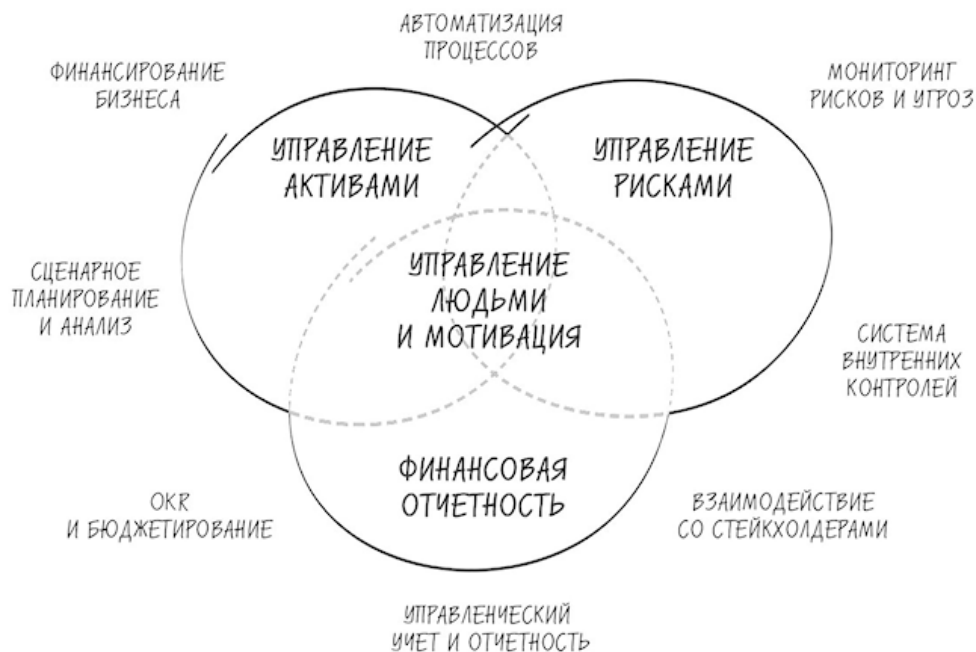 АВТОМАТИЗАЦИЯ
ПРОЦЕССОВ
ФИНАНСИРОВАНИЕ
БИЗНЕСА
МОНИТОРИНГ
РИСКОВ И УГРОЗ
УПРАВЛЕНИЕ
АКТИВАМИ
УПРАВЛЕНИЕ
РИСКАМИ
СЦЕНАРНОЕ
ПЛАНИРОВАНИЕ
И АНАЛИЗ
УПРАВЛЕНИЕ
ЛЮДЬМИ
И МОТИВАЦИЯ
СИСТЕМА
ВНУТРЕННИХ
КОНТРОЛЕЙ
ФИНАНСОВАЯ
ОТЧЕТНОСТЬ
OKR
И БЮДЖЕТИРОВАНИЕ
ВЗАИМОДЕЙСТВИЕ
СО СТЕЙКХОЛДЕРАМИ
УПРАВЛЕНЧЕСКИЙ
УЧЕТ И ОТЧЕТНОСТЬ